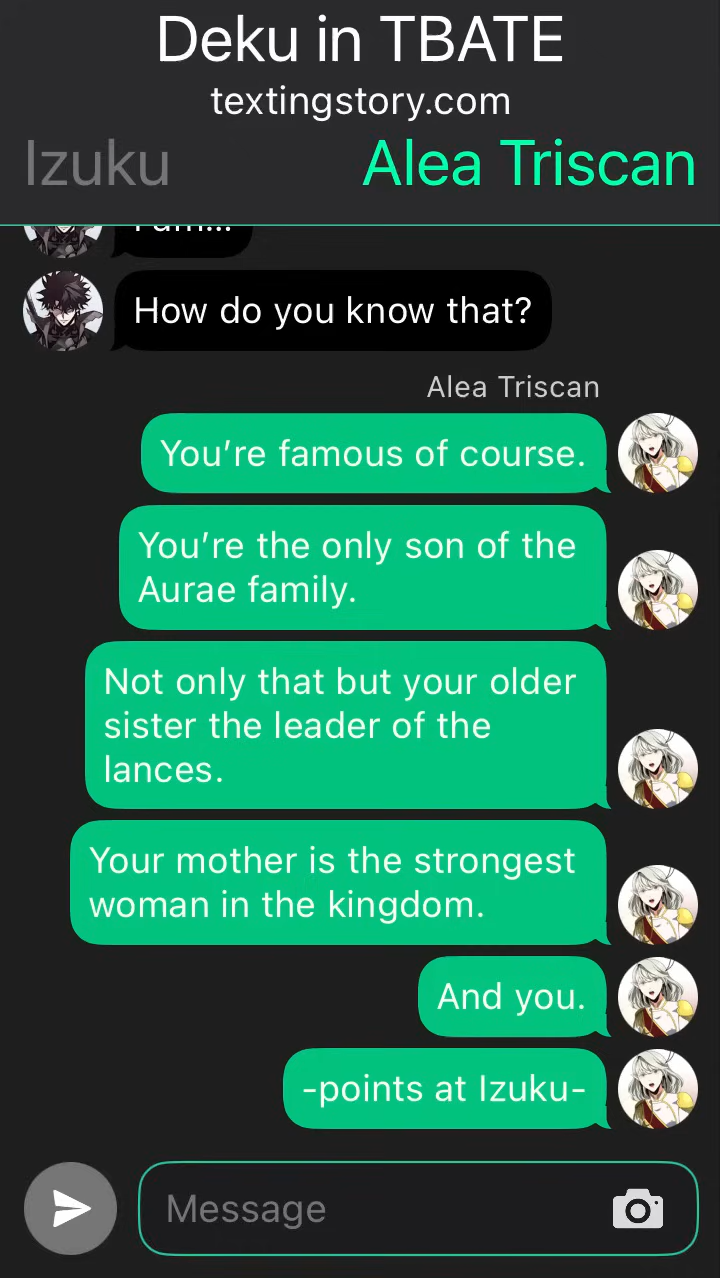 Deku in TBATE
textingstory.com
Izuku
Alea Triscan
I am...
How do you know that?
Alea Triscan
You’re famous of course.
You’re the only son of the
Aurae family.
Not only that but your older
sister the leader of the
lances.
Your mother is the strongest
woman in the kingdom.
And you.
-points at Izuku-
Message